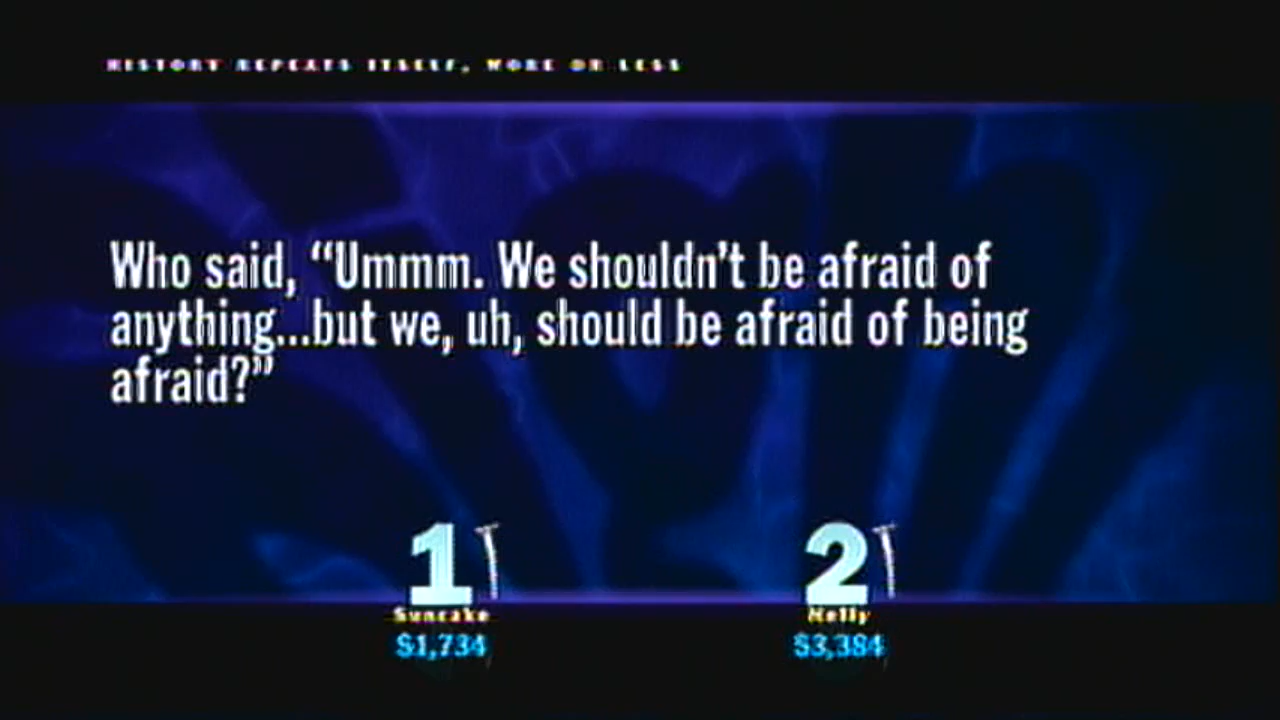 HISTORY REPEATS ITSELF, MORE OR LESS
Who said, “Ummm. We shouldn’t be afraid of
anything...but we, uh, should be afraid of being
afraid?”
1 2
Suncake Nelly
$1,734 $3,384